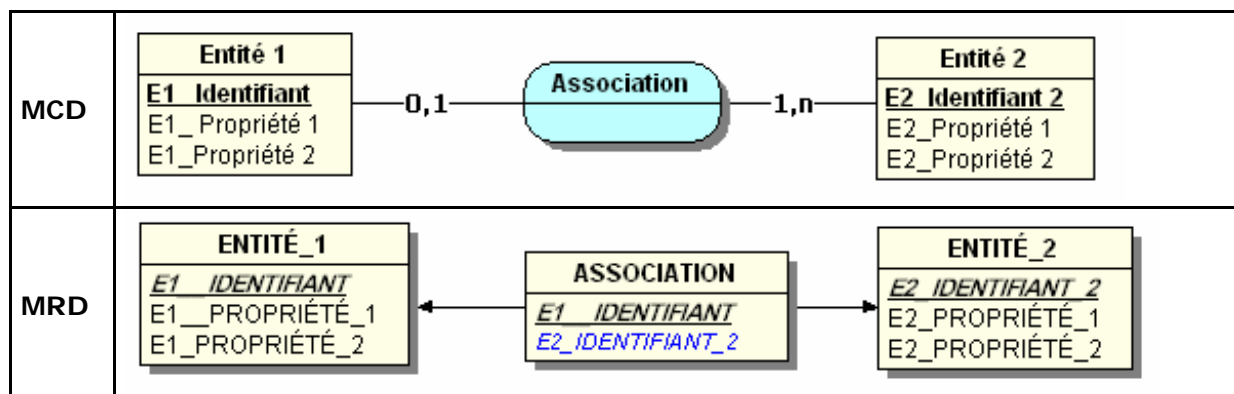 MCD
Entité 1
E1_Identifiant
E1_ Propriété 1
E1_Propriété 2
0,1
Association
1,n
Entité 2
E2_Identifiant 2
E2_Propriété 1
E2_Propriété 2
MRD
ENTITÉ_1
E1__IDENTIFIANT
E1__PROPRIÉTÉ_1
E1_PROPRIÉTÉ_2
ASSOCIATION
E1__IDENTIFIANT
E2_IDENTIFIANT_2
ENTITÉ_2
E2_IDENTIFIANT_2
E2_PROPRIÉTÉ_1
E2_PROPRIÉTÉ_2